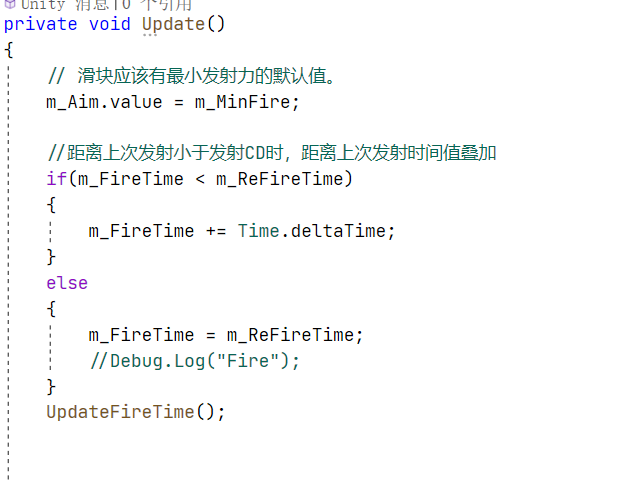 Unity 消息|0 个引用
private void Update()
{
// 滑块应该有最小发射力的默认值。
m_Aim.value = m_MinFire;
//距离上次发射小于发射CD时，距离上次发射时间值叠加
if(m_FireTime < m_ReFireTime)
{
m_FireTime += Time.deltaTime;
}
else
{
m_FireTime = m_ReFireTime;
//Debug.Log("Fire");
}
UpdateFireTime();